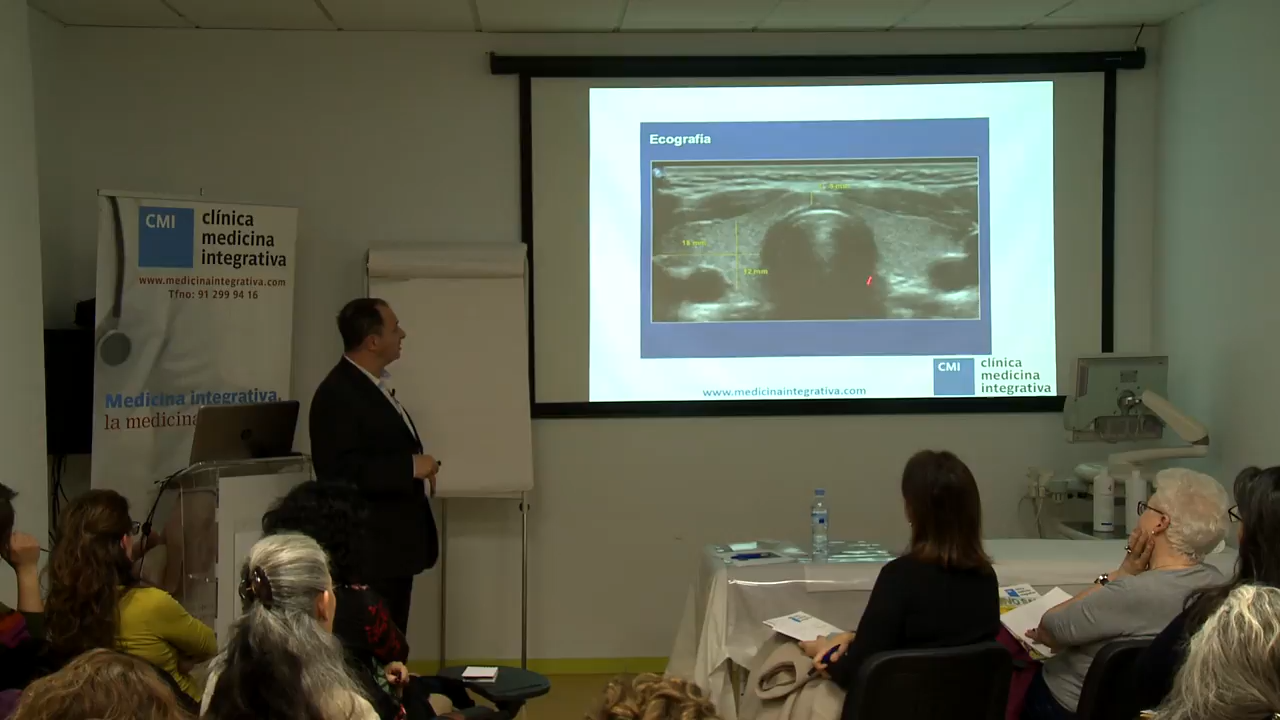 CMI
clínica
medicina
integrativa
www.medicinaintegrativa.com
Tfno: 91 299 94 16
Medicina integrativa,
la medicina
Ecografía
mm
18 mm
12 mm
www.medicinaintegrativa.com
CMI
clínica
medicina
integrativa